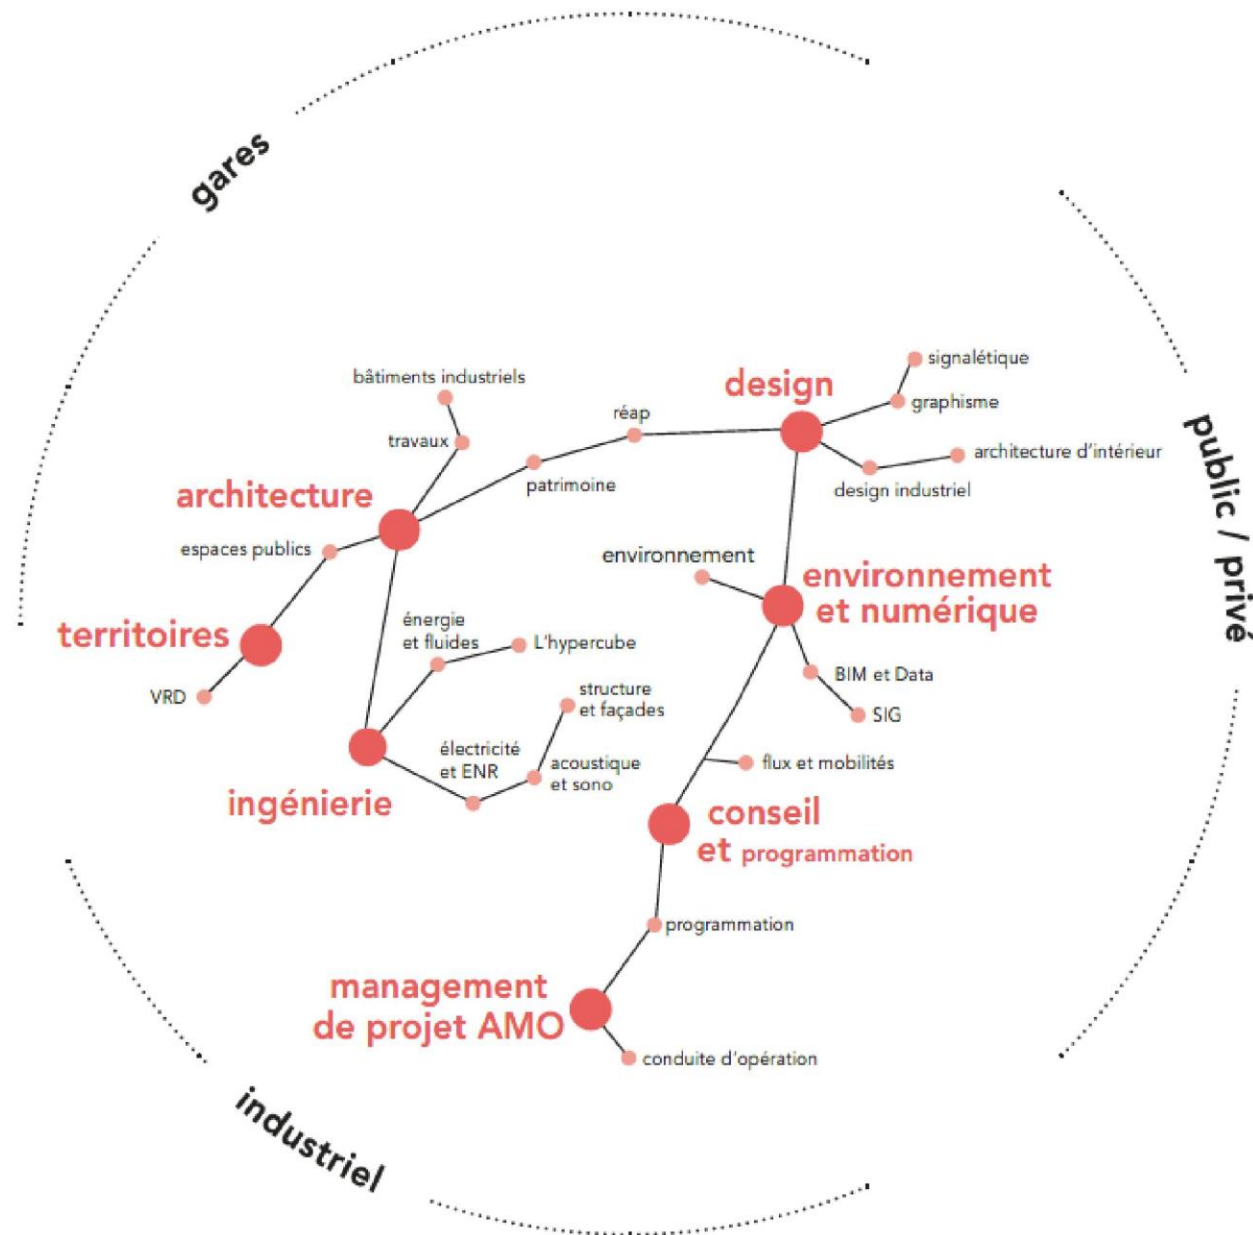 gares
public / privé
signalétique
design
bâtiments industriels
graphisme
réap
travaux
architecture d'intérieur
patrimoine
design industriel
architecture
espaces publics
environnement
environnement
et numérique
territoires
énergie
et fluides
L'hypercube
BIM et Data
VRD
structure
et façades
SIG
électricité
et ENR
acoustique
et sono
flux et mobilités
ingénierie
conseil
et programmation
programmation
management
de projet AMO
conduite d'opération
industriel